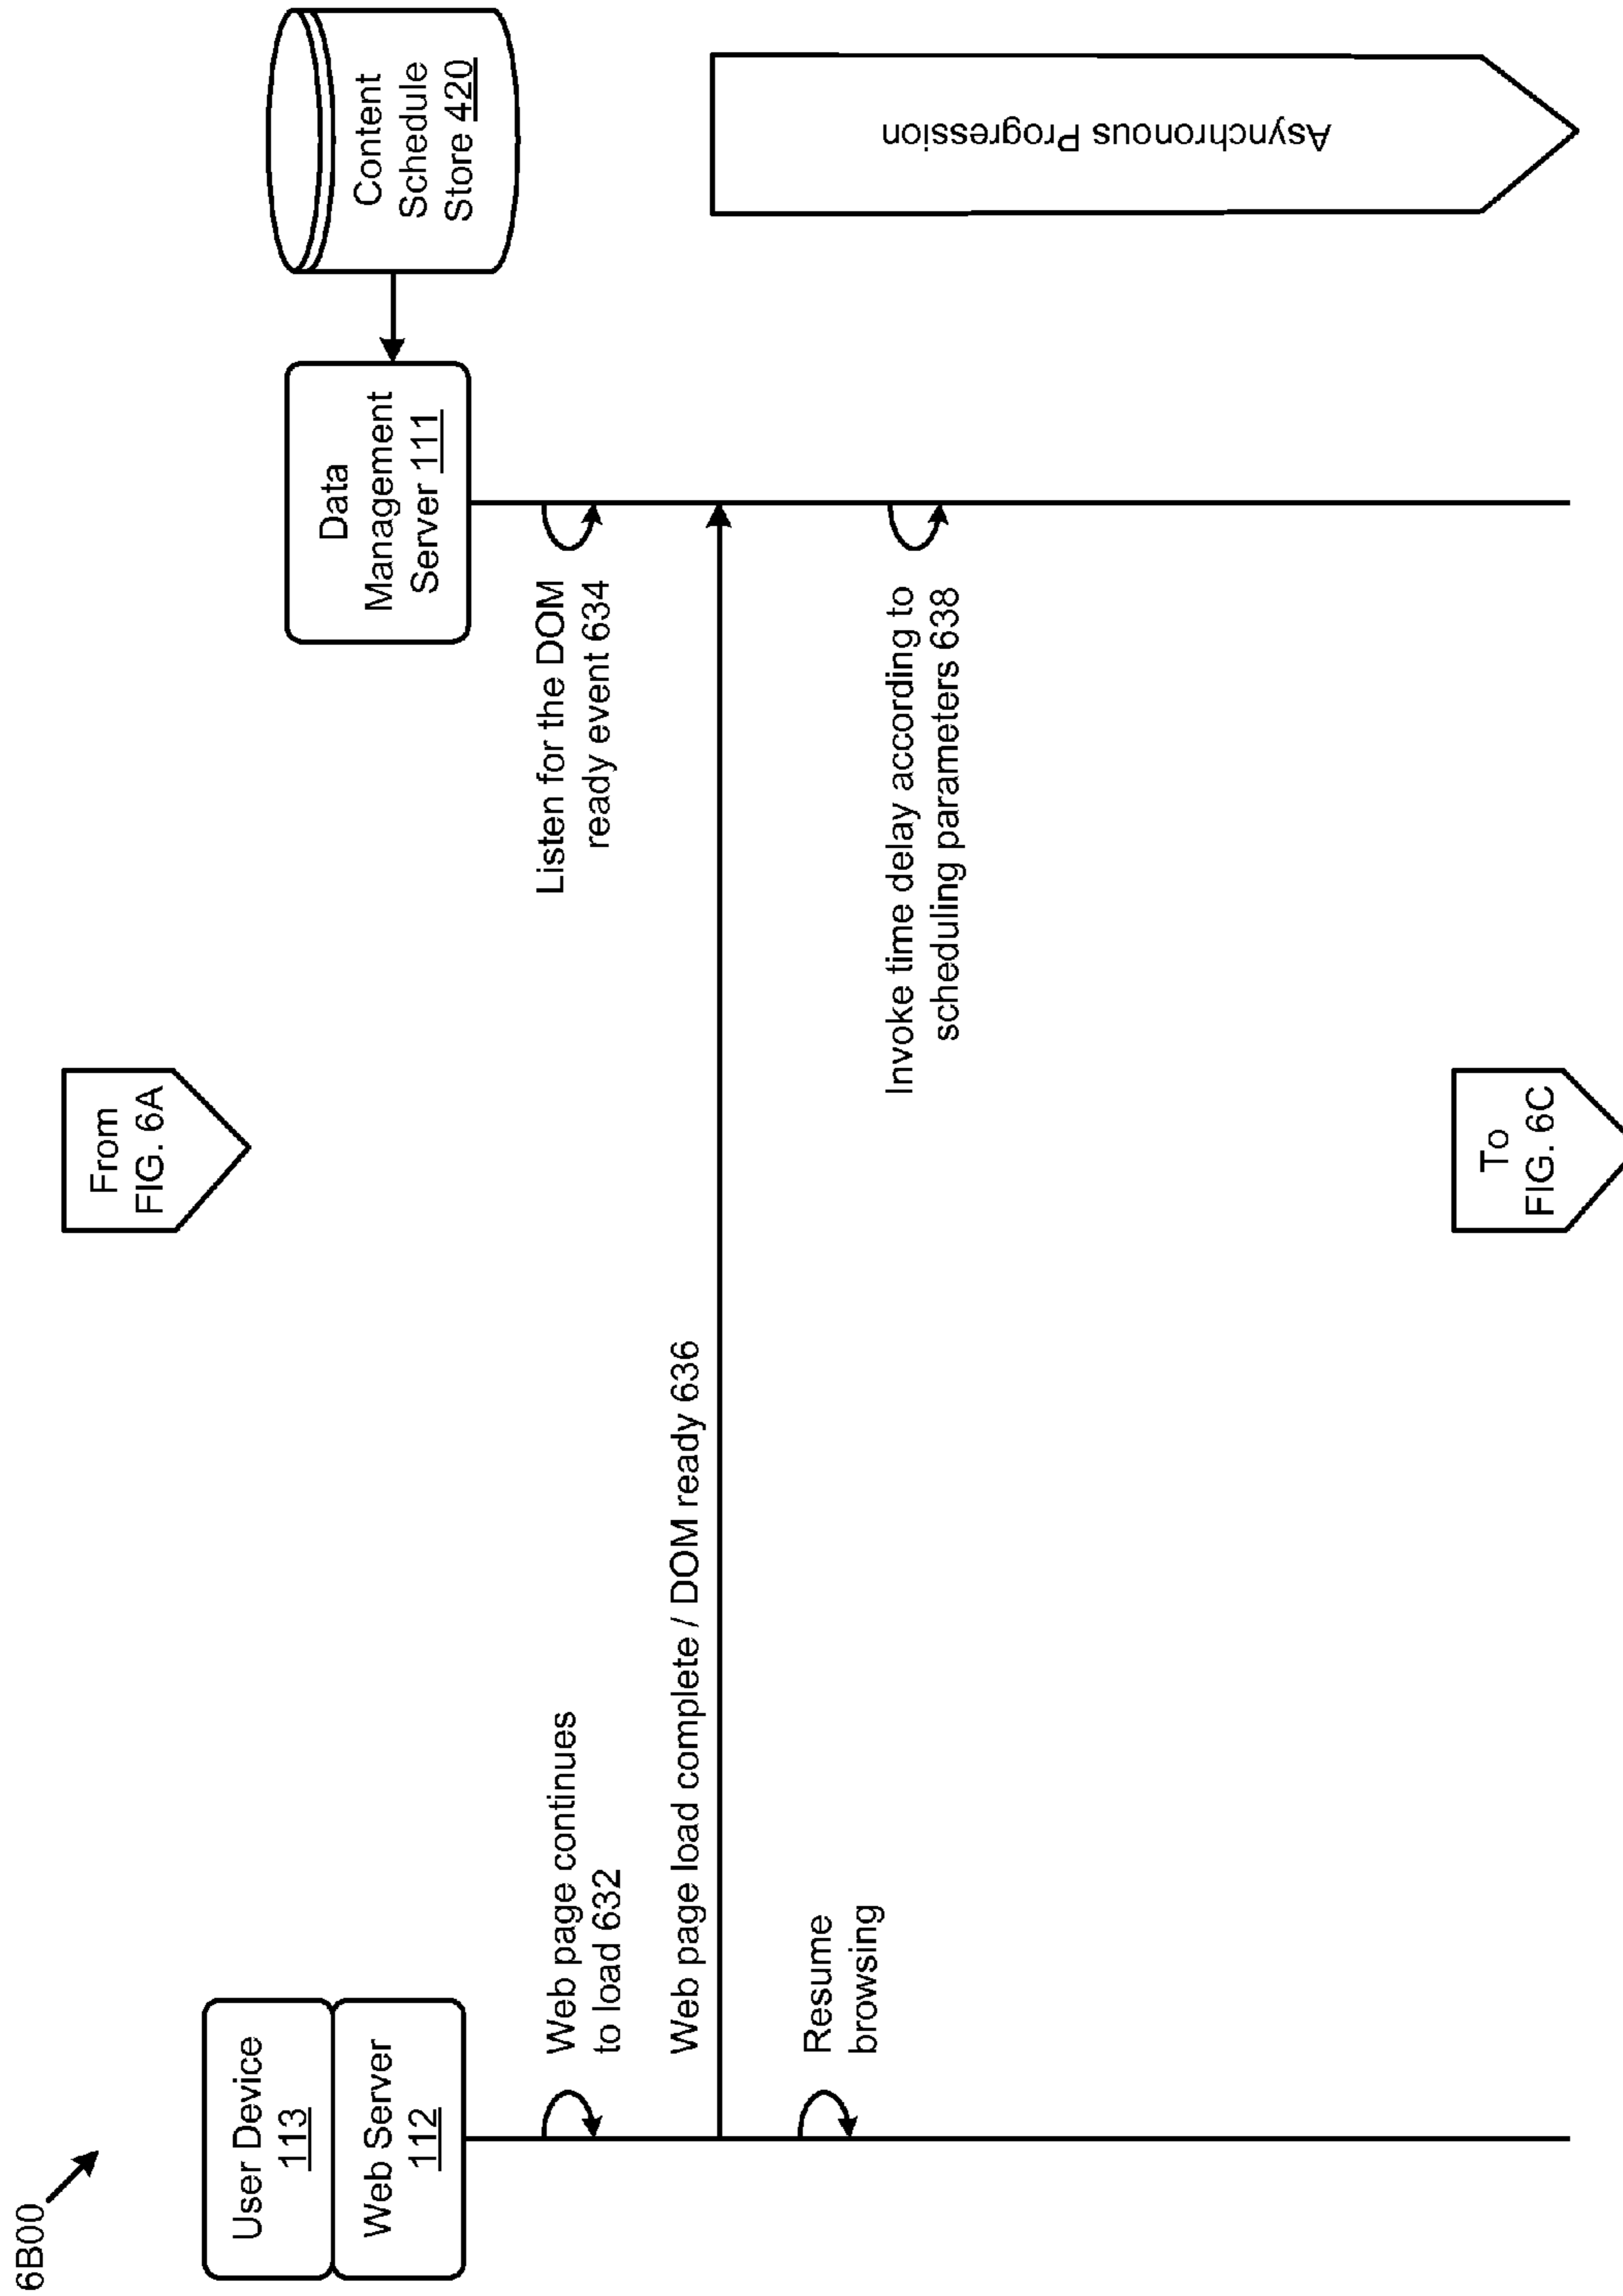 6B00
From
FIG. 6A
User Device
113
Web Server
112
Data
Management
Server 111
Content
Schedule
Store 420
Web page continues
to load 632
Listen for the DOM
ready event 634
Web page load complete / DOM ready 636
Resume
browsing
Invoke time delay according to
scheduling parameters 638
Asynchronous Progression
To
FIG. 6C